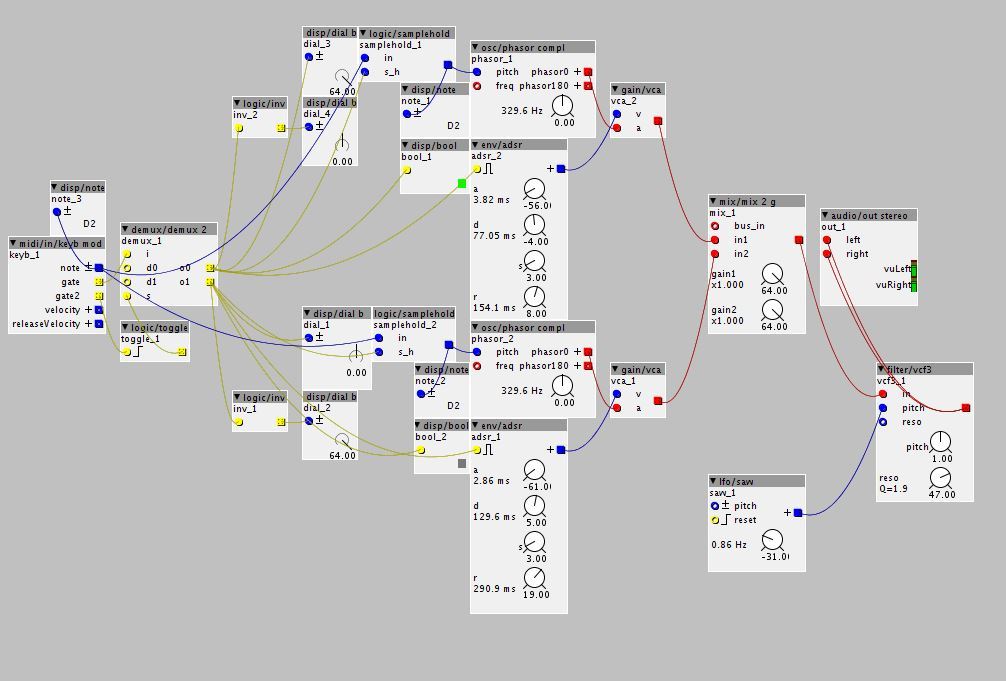 disp/note
note_3
D2
midi/in/keyb mod
keyb_1
note
gate
gate2
velocity
releaseVelocity
demux/demux 2
demux_1
i
d0
o0
d1
o1
s
logic/toggle
toggle_1
logic/inv
inv_2
disp/dial b
dial_3
64.00
disp/dial b
dial_4
0.00
logic/samplehold
samplehold_1
in
s_h
disp/note
note_1
D2
disp/bool
bool_1
osc/phasor compl
phasor_1
pitch
phasor0
freq
phasor180
329.6 Hz
0.00
env/adsr
adsr_2
a
3.82 ms
-56.0
d
77.05 ms
-4.00
s
3.00
r
154.1 ms
8.00
gain/vca
vca_2
v
a
logic/inv
inv_1
disp/dial b
dial_1
0.00
disp/dial b
dial_2
64.00
logic/samplehold
samplehold_2
in
s_h
disp/note
note_2
D2
disp/bool
bool_2
osc/phasor compl
phasor_2
pitch
phasor0
freq
phasor180
329.6 Hz
0.00
env/adsr
adsr_1
a
2.86 ms
-61.0
d
129.6 ms
5.00
s
3.00
r
290.9 ms
19.00
gain/vca
vca_1
v
a
mix/mix 2 g
mix_1
bus_in
in1
in2
gain1
x1.000
64.00
gain2
x1.000
64.00
audio/out stereo
out_1
left
right
vuLeft
vuRight
filter/vcf3
vcf3_1
in
pitch
reso
pitch
1.00
reso
Q=1.9
47.00
lfo/saw
saw_1
pitch
reset
0.86 Hz
-31.0